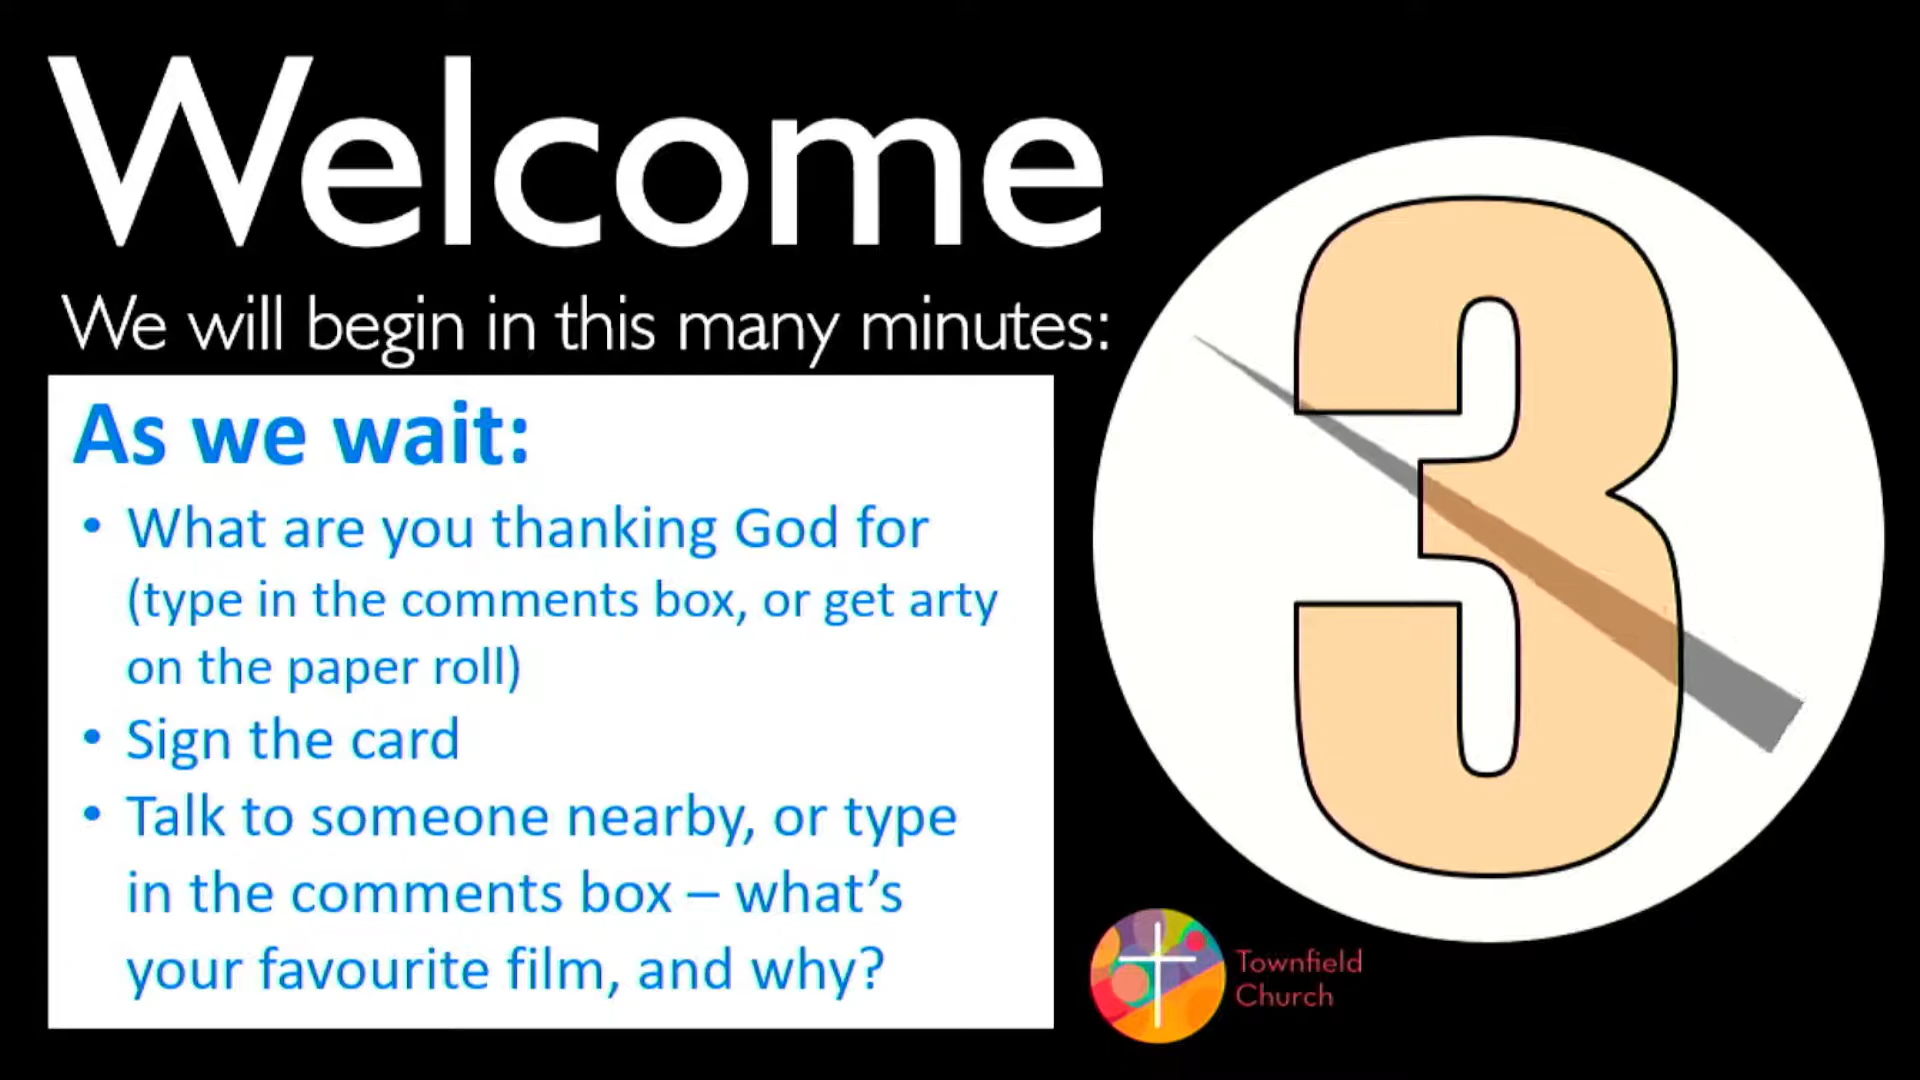 Welcome
We will begin in this many minutes:
3
As we wait:
• What are you thanking God for
(type in the comments box, or get arty
on the paper roll)
• Sign the card
• Talk to someone nearby, or type
in the comments box – what's
your favourite film, and why?
Townfield
Church